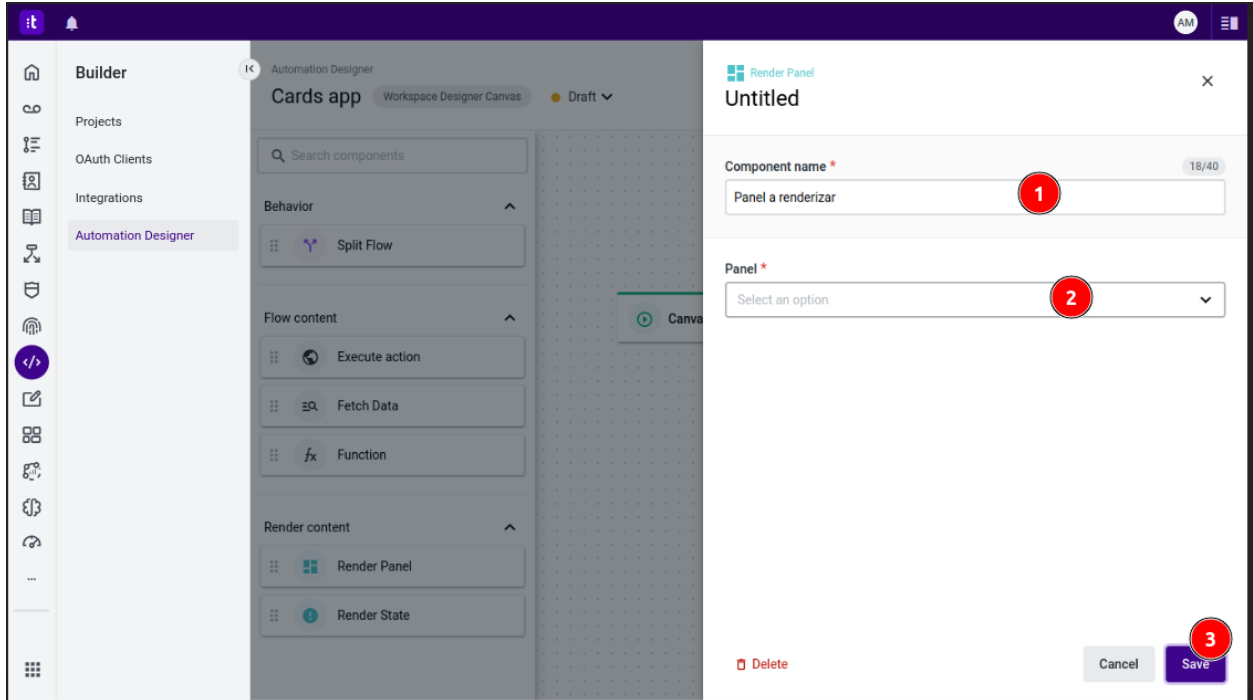 :t
AM
Builder
Projects
OAuth Clients
Integrations
Automation Designer
Automation Designer
Cards app
Workspace Designer Canvas
Draft
Search components
Behavior
Split Flow
Flow content
Execute action
Fetch Data
fx Function
Render content
Render Panel
Render State
Canva
Render Panel
Untitled
Component name *
18/40
Panel a renderizar
1
Panel *
Select an option
2
Delete
Cancel
Save
3